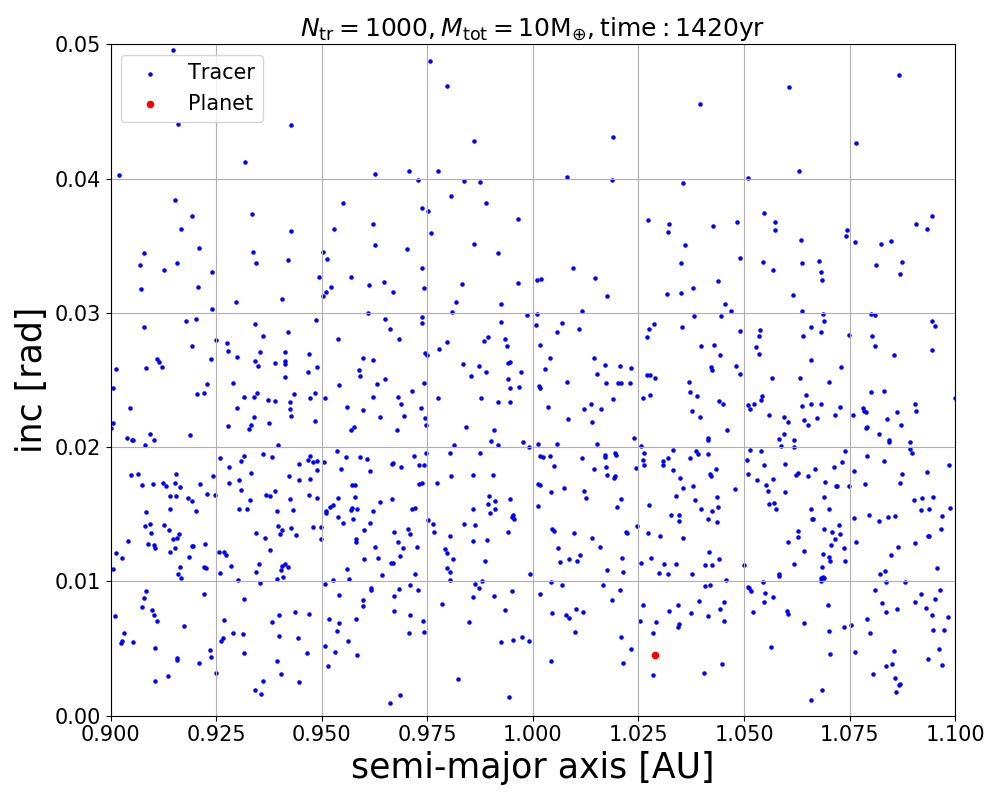 N_tr = 1000, M_tot = 10M_⊕, time : 1420yr
Tracer
Planet
0.05
0.04
0.03
0.02
0.01
0.00
inc [rad]
0.900 0.925 0.950 0.975 1.000 1.025 1.050 1.075 1.100
semi-major axis [AU]